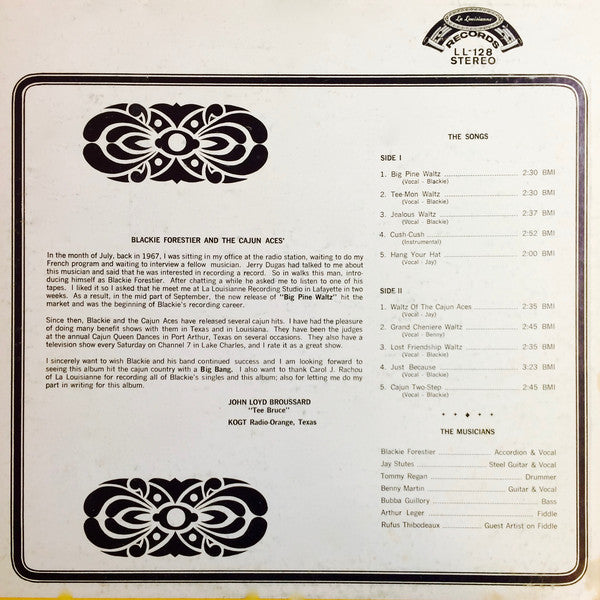 La Louisianne
RECORDS
LL-128
STEREO
BLACKIE FORESTIER AND THE CAJUN ACES'
In the month of July, back in 1967, I was sitting in my office at the radio station, waiting to do my
French program and waiting to interview a fellow musician. Jerry Dugas had talked to me about
this musician and said that he was interested in recording a record. So in walks this man, intro-
ducing himself as Blackie Forestier. After chatting a while he asked me to listen to one of his
tapes. I liked it so I asked that he meet me at La Louisianne Recording Studio in Lafayette in two
weeks. As a result, in the mid part of September, the now release of "Big Pine Waltz" hit the
market and was the beginning of Blackie's recording career.
Since then, Blackie and the Cajun Aces have released several cajun hits. I have had the pleasure
of doing many benefit shows with them in Texas and in Louisiana. They have been the judges
at the annual Cajun Queen Dances in Port Arthur, Texas on several occasions. They also have a
television show every Saturday on Channel 7 in Lake Charles, and I rate it as a great show.
I sincerely want to wish Blackie and his band continued success and I am looking forward to
seeing this album hit the cajun country with a Big Bang. I also want to thank Carol J. Rachou
of La Louisianne for recording all of Blackie's singles and this album; also for letting me do my
part in writing for this album.
JOHN LOYD BROUSSARD
"Tee Bruce"
KOGT Radio-Orange, Texas
THE SONGS
SIDE I
1. Big Pine Waltz 2:30 BMI
(Vocal - Blackie)
2. Tee-Mon Waltz 2:30 BMI
(Vocal - Blackie)
3. Jealous Waltz 2:37 BMI
(Vocal - Blackie)
4. Cush-Cush 2:52 BMI
(Instrumental)
5. Hang Your Hat 2:00 BMI
(Vocal - Jay)
SIDE II
1. Waltz Of The Cajun Aces 2:35 BMI
(Vocal - Jay)
2. Grand Cheniere Waltz 2:45 BMI
(Vocal - Benny)
3. Lost Friendship Waltz 2:35 BMI
(Vocal - Blackie)
4. Just Because 3:23 BMI
(Vocal - Blackie)
5. Cajun Two-Step 2:45 BMI
(Vocal - Blackie)
THE MUSICIANS
Blackie Forestier Accordion & Vocal
Jay Stutes Steel Guitar & Vocal
Tommy Regan Drummer
Benny Martin Guitar & Vocal
Bubba Guillory Bass
Arthur Leger Fiddle
Rufus Thibodeaux Guest Artist on Fiddle